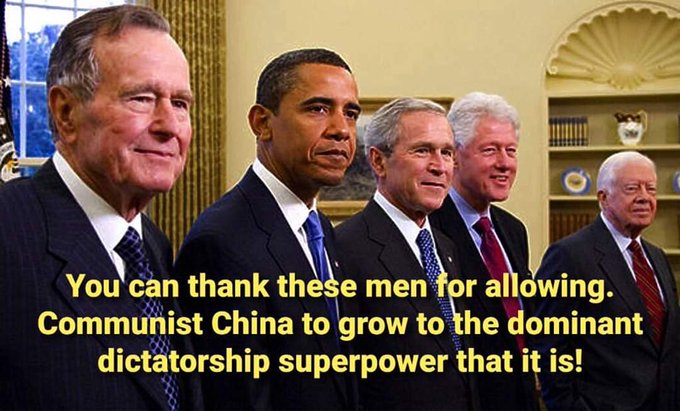 You can thank these men for allowing.
Communist China to grow to the dominant
dictatorship superpower that it is!